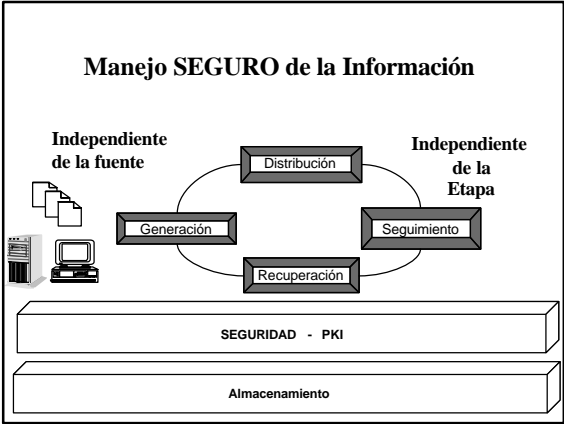 Manejo SEGURO de la Información
Independiente
de la fuente
Independiente
de la
Etapa
Distribución
Generación
Seguimiento
Recuperación
SEGURIDAD - PKI
Almacenamiento